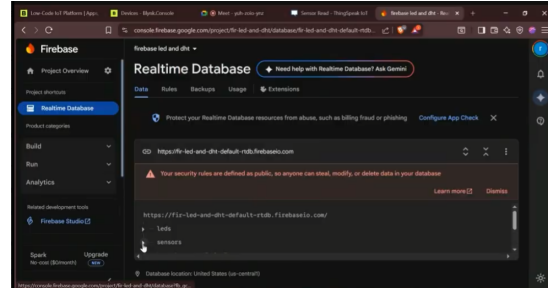 Low-Code IoT Platform | App
Devices - Blynk.Console
Meet - yoh-ozko-ynx
Sensor Read - ThingSpeak IoT
firebase led and dht - Re
console.firebase.google.com/project/fir-led-and-dht/database/fir-led-and-dht-default-rtdb
Firebase
firebase led and dht
Project Overview
Realtime Database
Need help with Realtime Database? Ask Gemini
Project shortcuts
Realtime Database
Product categories
Build
Run
Analytics
Related development tools
Firebase Studio
Spark
No-cost ($0/month)
Upgrade
NEW
Data
Rules
Backups
Usage
Extensions
Protect your Realtime Database resources from abuse, such as billing fraud or phishing
Configure App Check
https://fir-led-and-dht-default-rtdb.firebaseio.com
Your security rules are defined as public, so anyone can steal, modify, or delete data in your database
Learn more
Dismiss
https://fir-led-and-dht-default-rtdb.firebaseio.com/
leds
sensors
Database location: United States (us-central1)